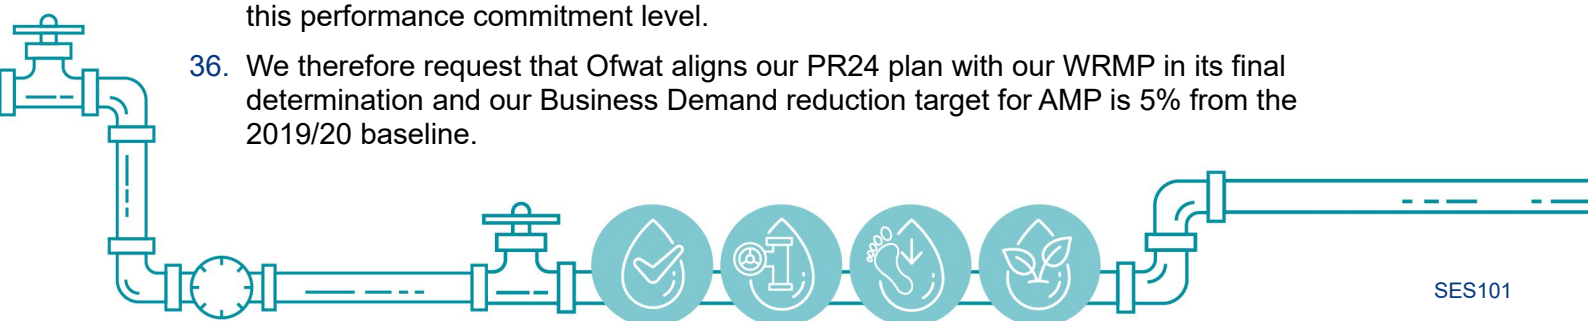 this performance commitment level.
36. We therefore request that Ofwat aligns our PR24 plan with our WRMP in its final
determination and our Business Demand reduction target for AMP is 5% from the
2019/20 baseline.
SES101